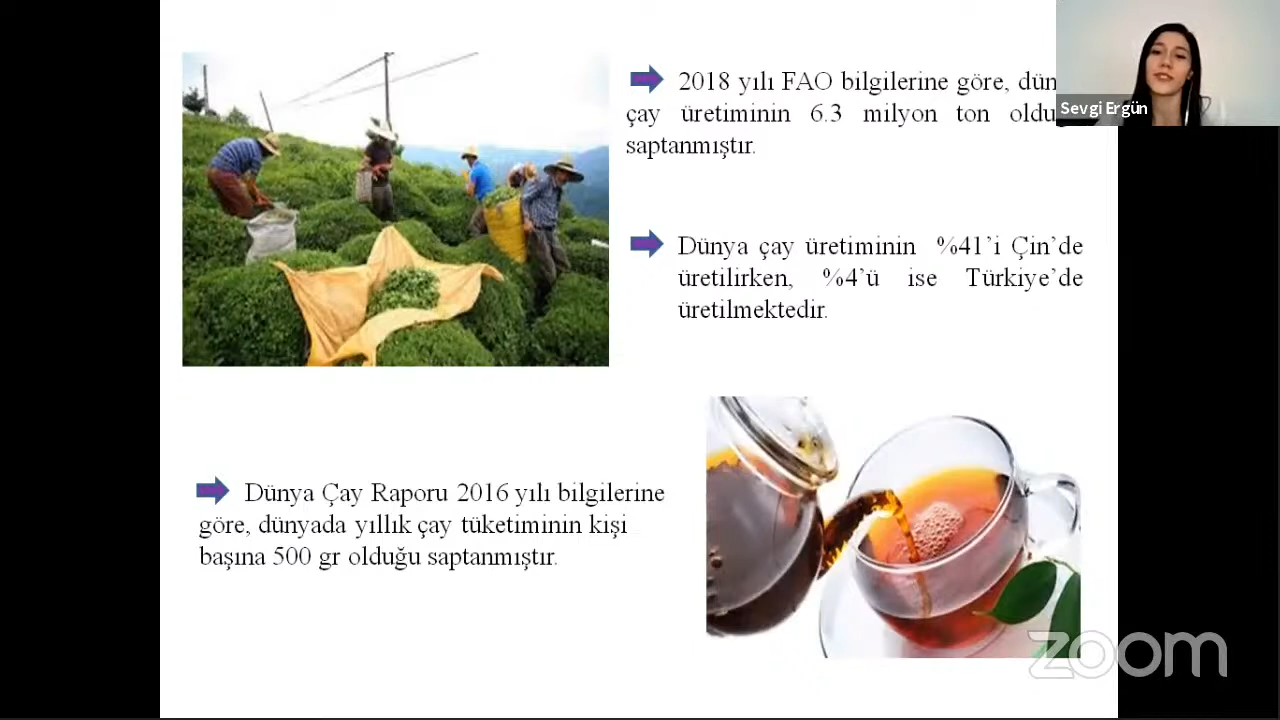 2018 yılı FAO bilgilerine göre,
çay üretiminin 6.3 milyon ton
saptanmıştır.
Sevgi Ergün
Dünya çay üretiminin %41’i Çin’de
üretilirken, %4’ü ise Türkiye’de
üretilmektedir.
Dünya Çay Raporu 2016 yılı bilgilerine
göre, dünyada yıllık çay tüketiminin kişi
başına 500 gr olduğu saptanmıştır.
zoom